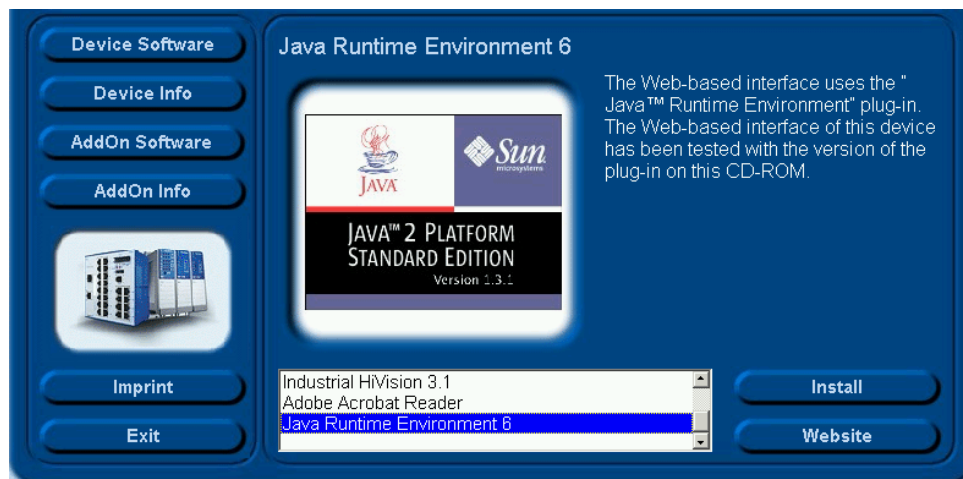 Device Software
Device Info
AddOn Software
AddOn Info
Imprint
Exit
Java Runtime Environment 6
JAVA
Sun
microsystems
JAVA™ 2 PLATFORM
STANDARD EDITION
Version 1.3.1
The Web-based interface uses the "
Java™ Runtime Environment" plug-in.
The Web-based interface of this device
has been tested with the version of the
plug-in on this CD-ROM.
Industrial HiVision 3.1
Adobe Acrobat Reader
Java Runtime Environment 6
Install
Website